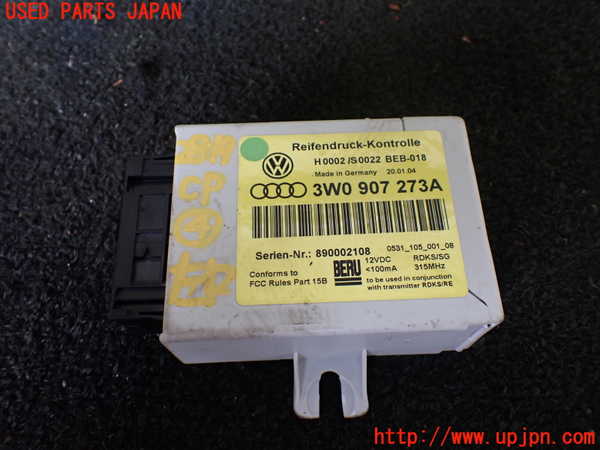 USED PARTS JAPAN
Reifendruck-Kontrolle
H0002 /S0022 BEB-018
Made in Germany 20.01.04
3W0 907 273A
Serien-Nr.: 890002108
0531_105_001_08
Conforms to
FCC Rules Part 15B
BERU
12VDC RDKS/SG
<100mA 315MHz
to be used in conjunction
with transmitter RDKS/RE
CP
http://www.upjpn.com/